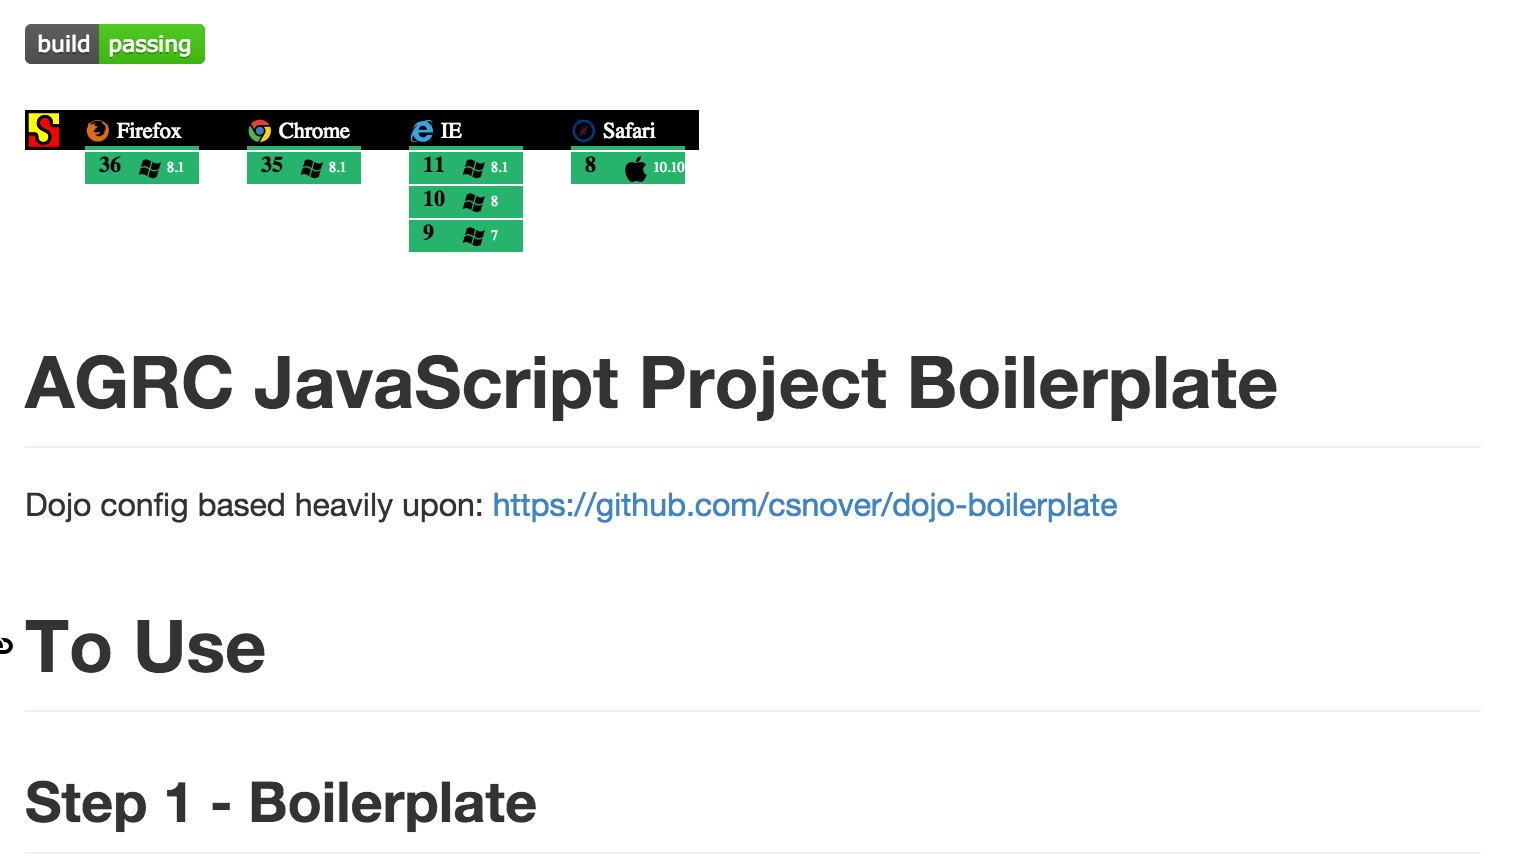 build passing
Firefox Chrome IE Safari
36 8.1 35 8.1 11 8.1 8 10.10
10 8
9 7
AGRC JavaScript Project Boilerplate
Dojo config based heavily upon: https://github.com/csnover/dojo-boilerplate
To Use
Step 1 - Boilerplate